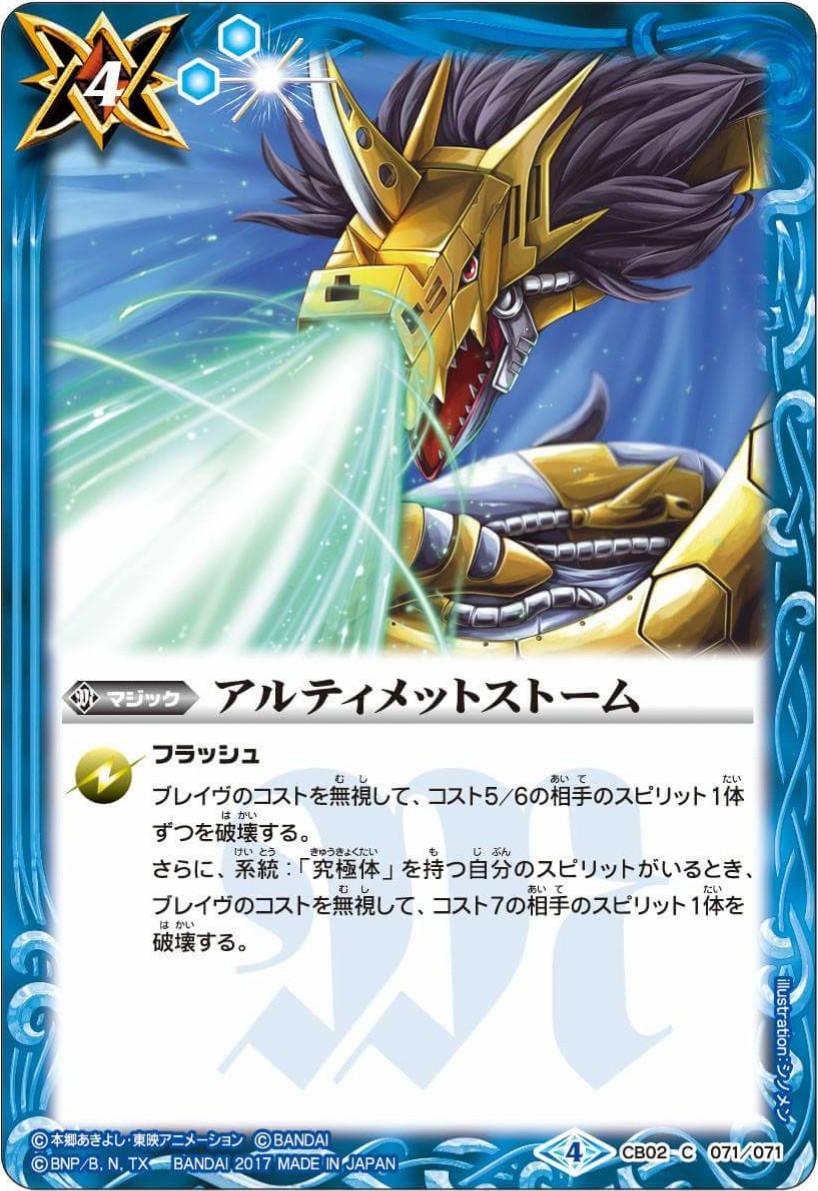 4
マジック アルティメットストーム
フラッシュ
ブレイヴのコストを無視して、コスト5/6の相手のスピリット1体
ずつを破壊する。
さらに、系統:「究極体」を持つ自分のスピリットがいるとき、
ブレイヴのコストを無視して、コスト7の相手のスピリット1体を
破壊する。
illustration:シノメン
©本郷あきよし・東映アニメーション ©BANDAI
©BNP/B, N, TX BANDAI 2017 MADE IN JAPAN
4 CB02 - C 071/071